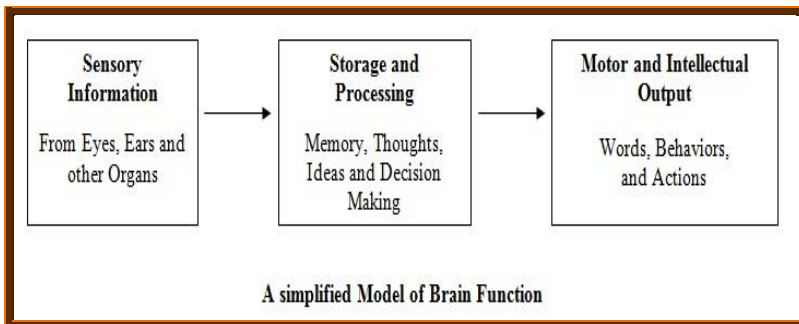 Sensory
Information
From Eyes, Ears and
other Organs
Storage and
Processing
Memory, Thoughts,
Ideas and Decision
Making
Motor and Intellectual
Output
Words, Behaviors,
and Actions
A simplified Model of Brain Function